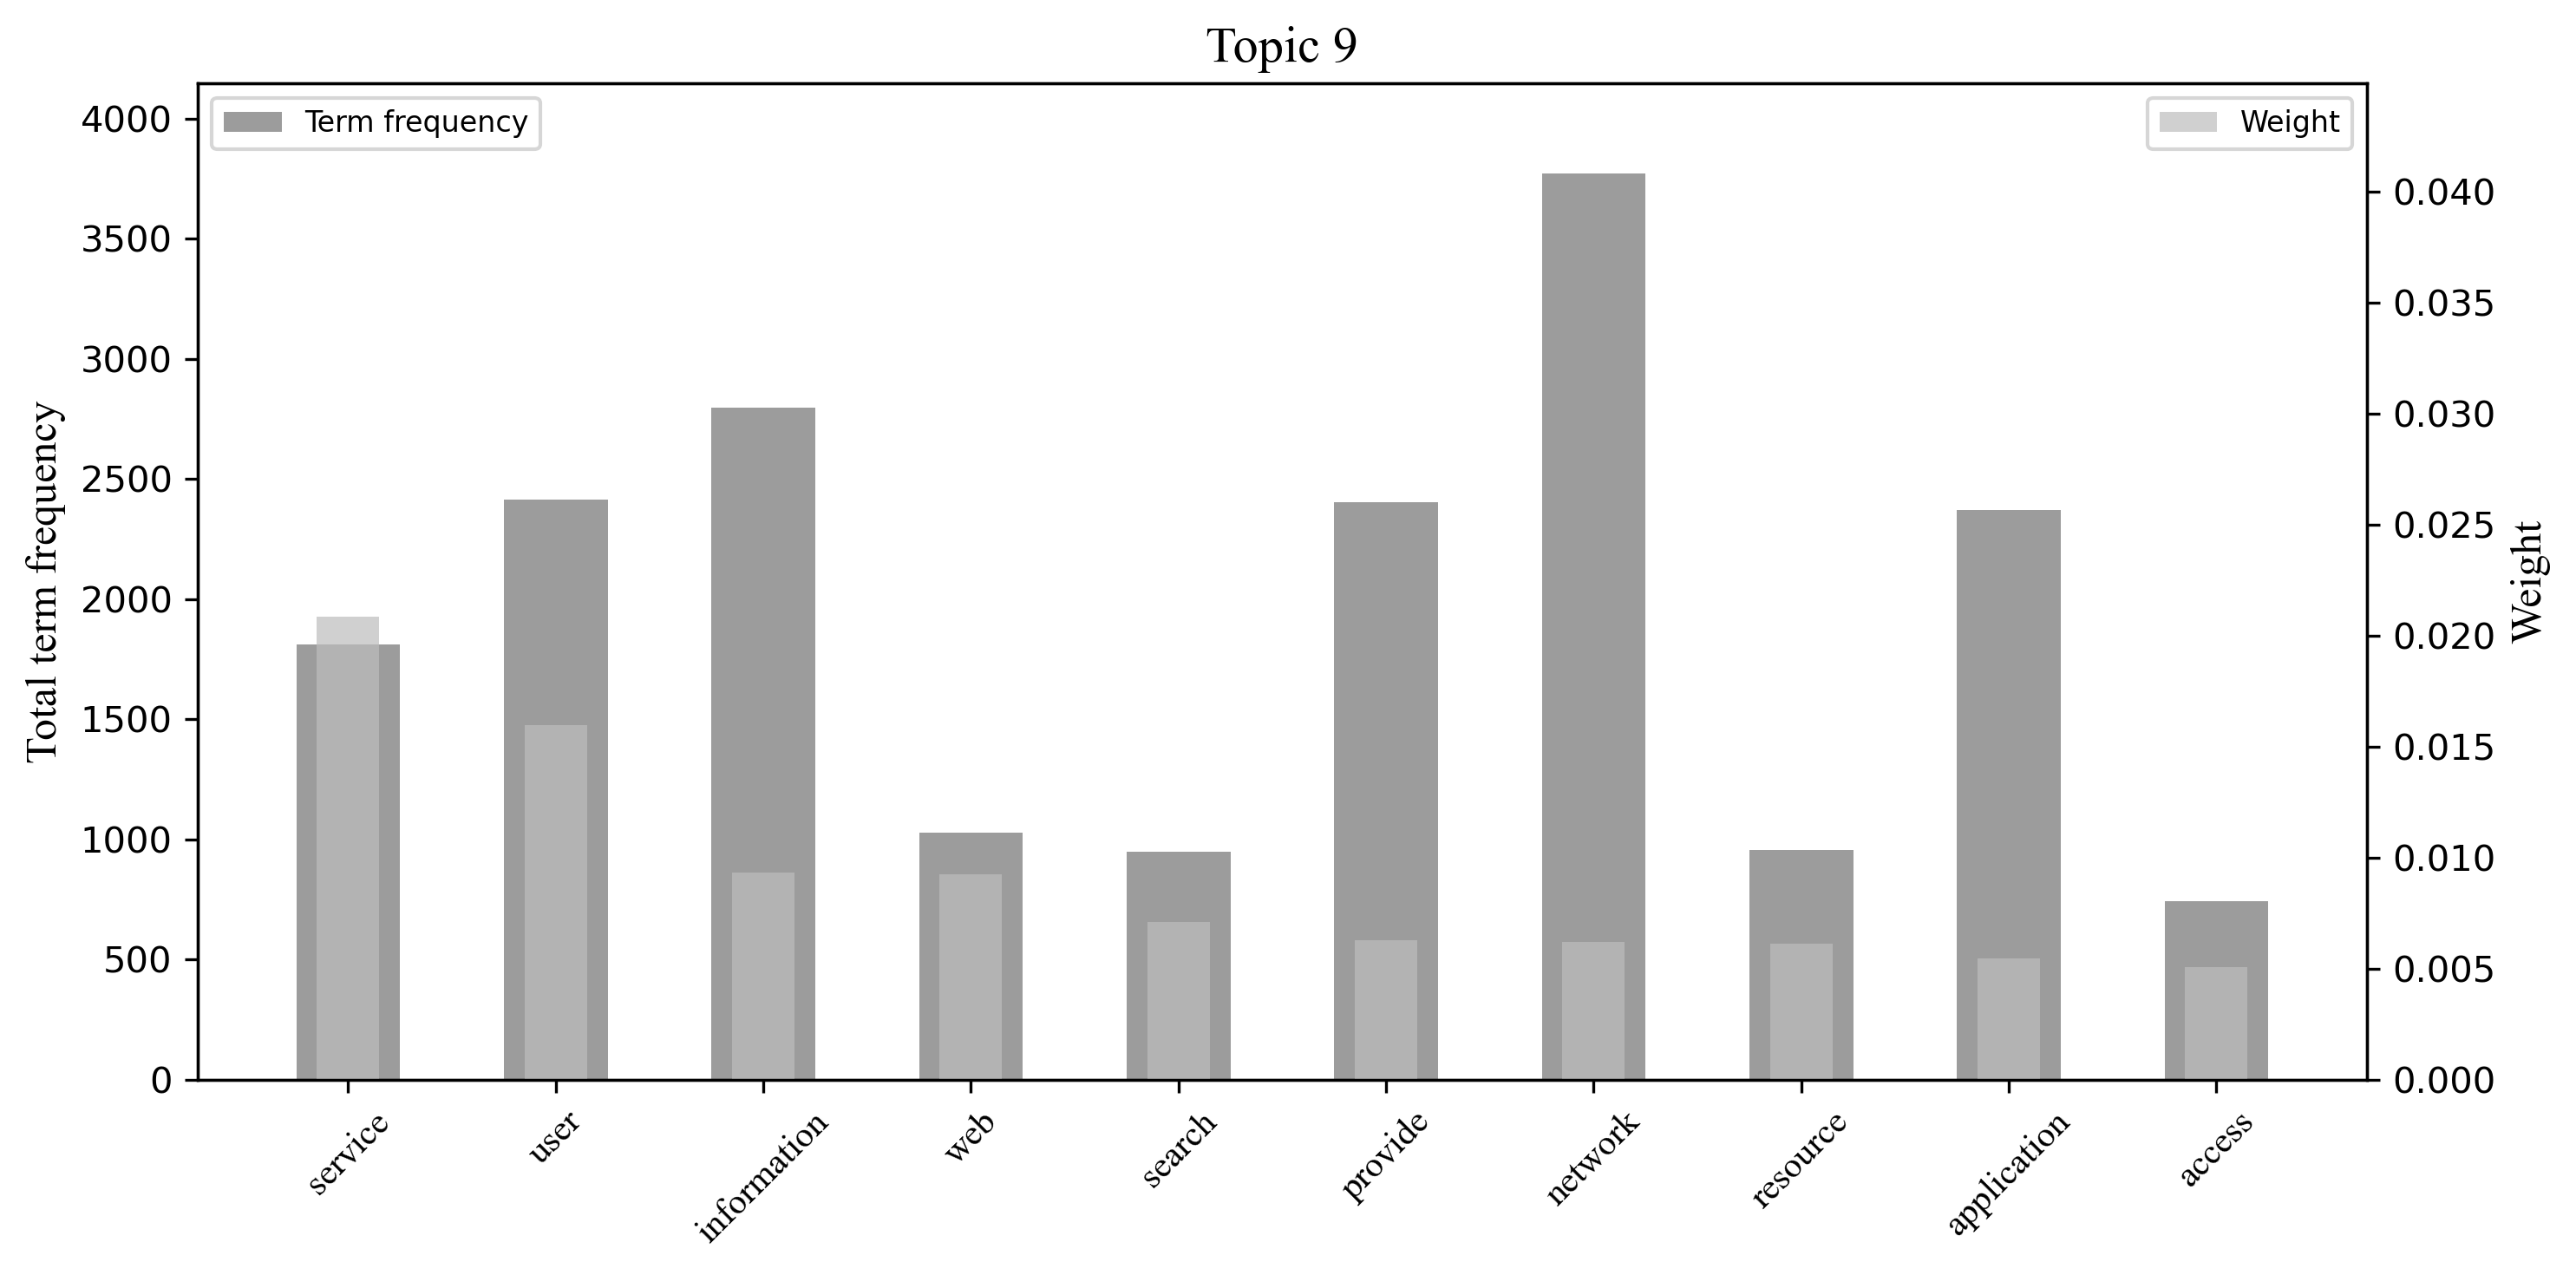 Topic 9
Term frequency
Weight
4000
3500
3000
2500
2000
1500
1000
500
0
Total term frequency
0.040
0.035
0.030
0.025
0.020
0.015
0.010
0.005
0.000
Weight
service
user
information
web
search
provide
network
resource
application
access